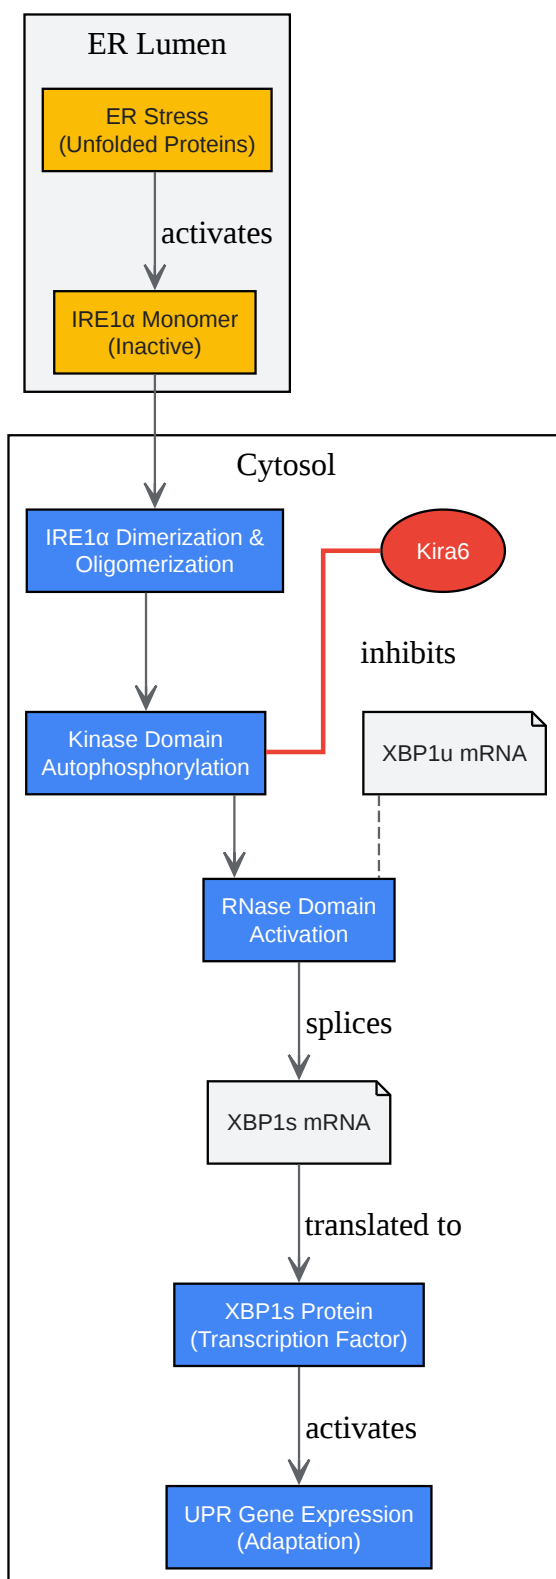 ER Lumen
ER Stress
(Unfolded Proteins)
activates
IRE1α Monomer
(Inactive)
Cytosol
IRE1α Dimerization &
Oligomerization
Kira6
inhibits
Kinase Domain
Autophosphorylation
XBP1u mRNA
RNase Domain
Activation
splices
XBP1s mRNA
translated to
XBP1s Protein
(Transcription Factor)
activates
UPR Gene Expression
(Adaptation)